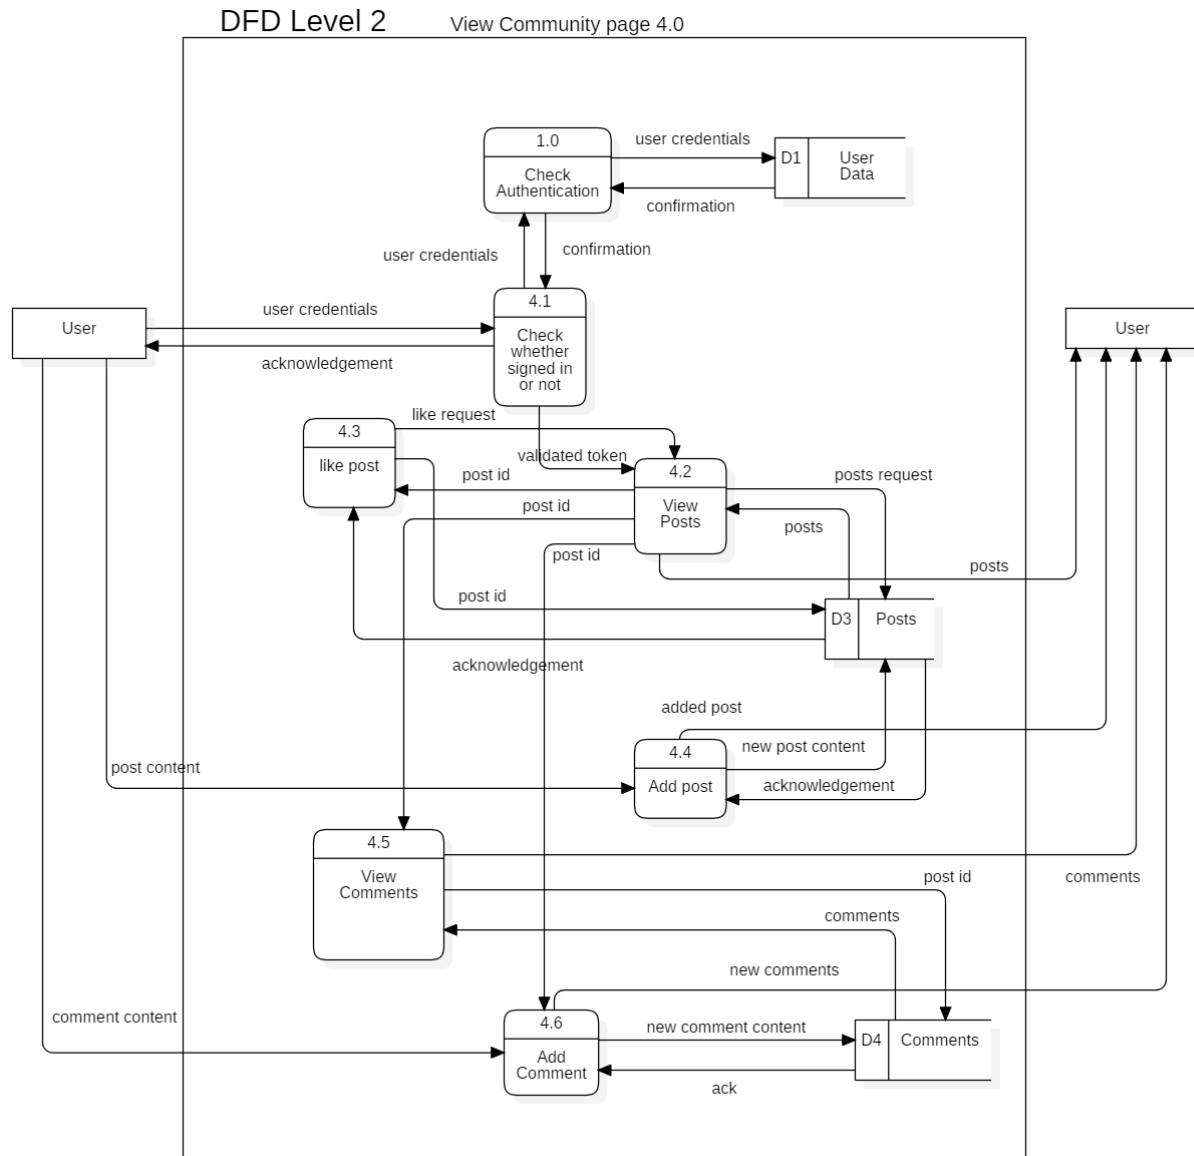 DFD Level 2
View Community page 4.0
1.0
Check
Authentication
user credentials
D1
User
Data
confirmation
user credentials
confirmation
4.1
Check
whether
signed in
or not
User
user credentials
acknowledgement
User
like request
4.3
like post
validated token
4.2
View
Posts
post id
posts request
post id
posts
post id
posts
post id
D3
Posts
acknowledgement
added post
4.4
Add post
new post content
post content
acknowledgement
4.5
View
Comments
post id
comments
comments
new comments
comment content
4.6
Add
Comment
new comment content
D4
Comments
ack